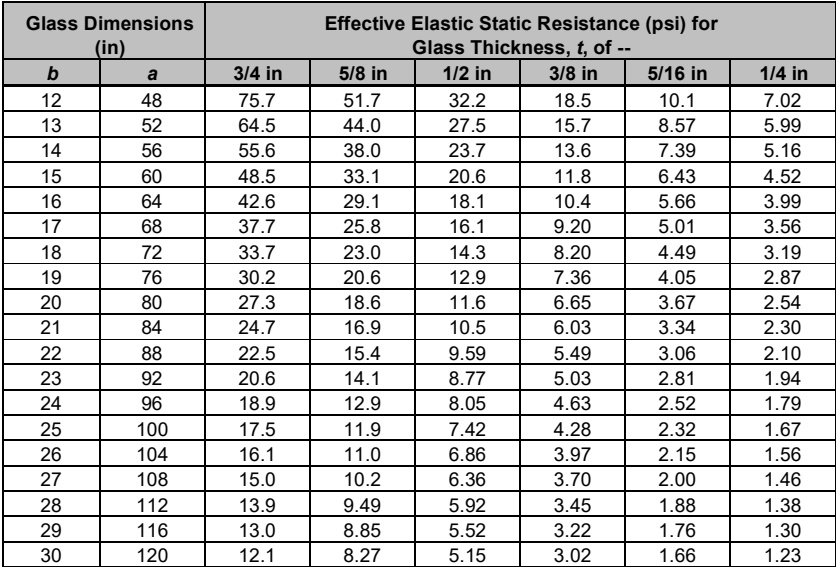 Glass Dimensions (in) Effective Elastic Static Resistance (psi) for Glass Thickness, t, of --
b a 3/4 in 5/8 in 1/2 in 3/8 in 5/16 in 1/4 in
12 48 75.7 51.7 32.2 18.5 10.1 7.02
13 52 64.5 44.0 27.5 15.7 8.57 5.99
14 56 55.6 38.0 23.7 13.6 7.39 5.16
15 60 48.5 33.1 20.6 11.8 6.43 4.52
16 64 42.6 29.1 18.1 10.4 5.66 3.99
17 68 37.7 25.8 16.1 9.20 5.01 3.56
18 72 33.7 23.0 14.3 8.20 4.49 3.19
19 76 30.2 20.6 12.9 7.36 4.05 2.87
20 80 27.3 18.6 11.6 6.65 3.67 2.54
21 84 24.7 16.9 10.5 6.03 3.34 2.30
22 88 22.5 15.4 9.59 5.49 3.06 2.10
23 92 20.6 14.1 8.77 5.03 2.81 1.94
24 96 18.9 12.9 8.05 4.63 2.52 1.79
25 100 17.5 11.9 7.42 4.28 2.32 1.67
26 104 16.1 11.0 6.86 3.97 2.15 1.56
27 108 15.0 10.2 6.36 3.70 2.00 1.46
28 112 13.9 9.49 5.92 3.45 1.88 1.38
29 116 13.0 8.85 5.52 3.22 1.76 1.30
30 120 12.1 8.27 5.15 3.02 1.66 1.23